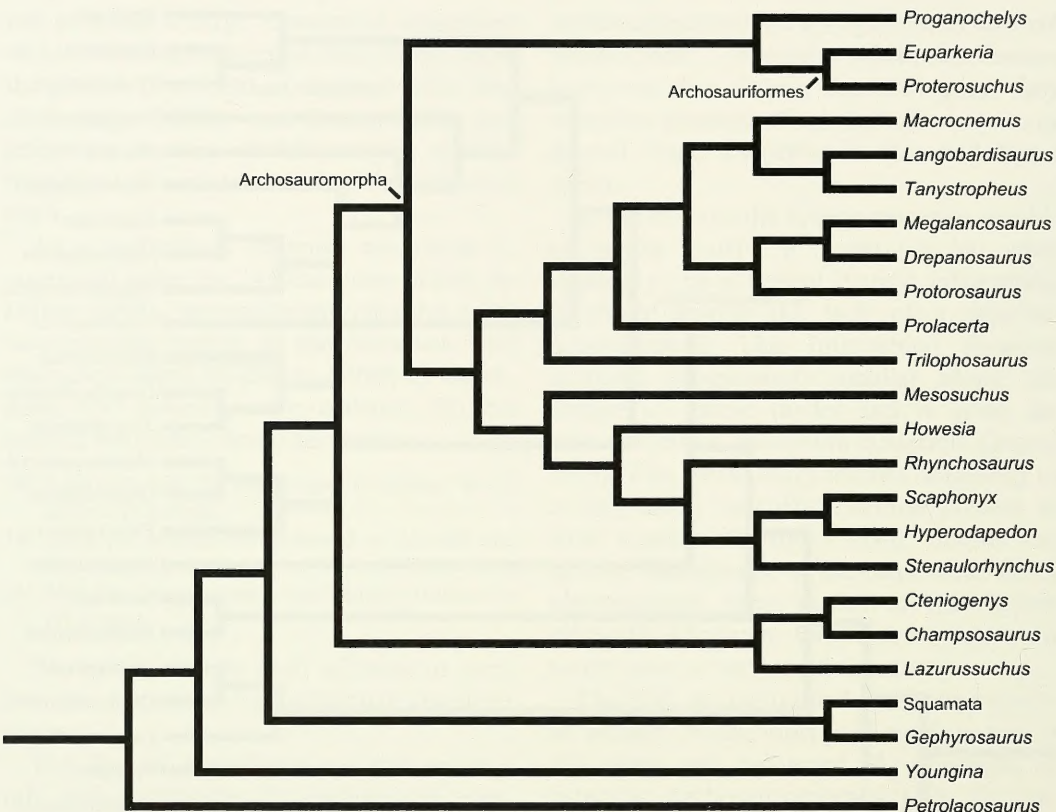 Proganochelys
Euparkeria
Archosauriformes
Proterosuchus
Macrocnemus
Langobardisaurus
Archosauromorpha
Tanystropheus
Megalancosaurus
Drepanosaurus
Protorosaurus
Prolacerta
Trilophosaurus
Mesosuchus
Howesia
Rhynchosaurus
Scaphonyx
Hyperodapedon
Stenaulorhynchus
Cteniogenys
Champsosaurus
Lazurussuchus
Squamata
Gephyrosaurus
Youngina
Petrolacosaurus